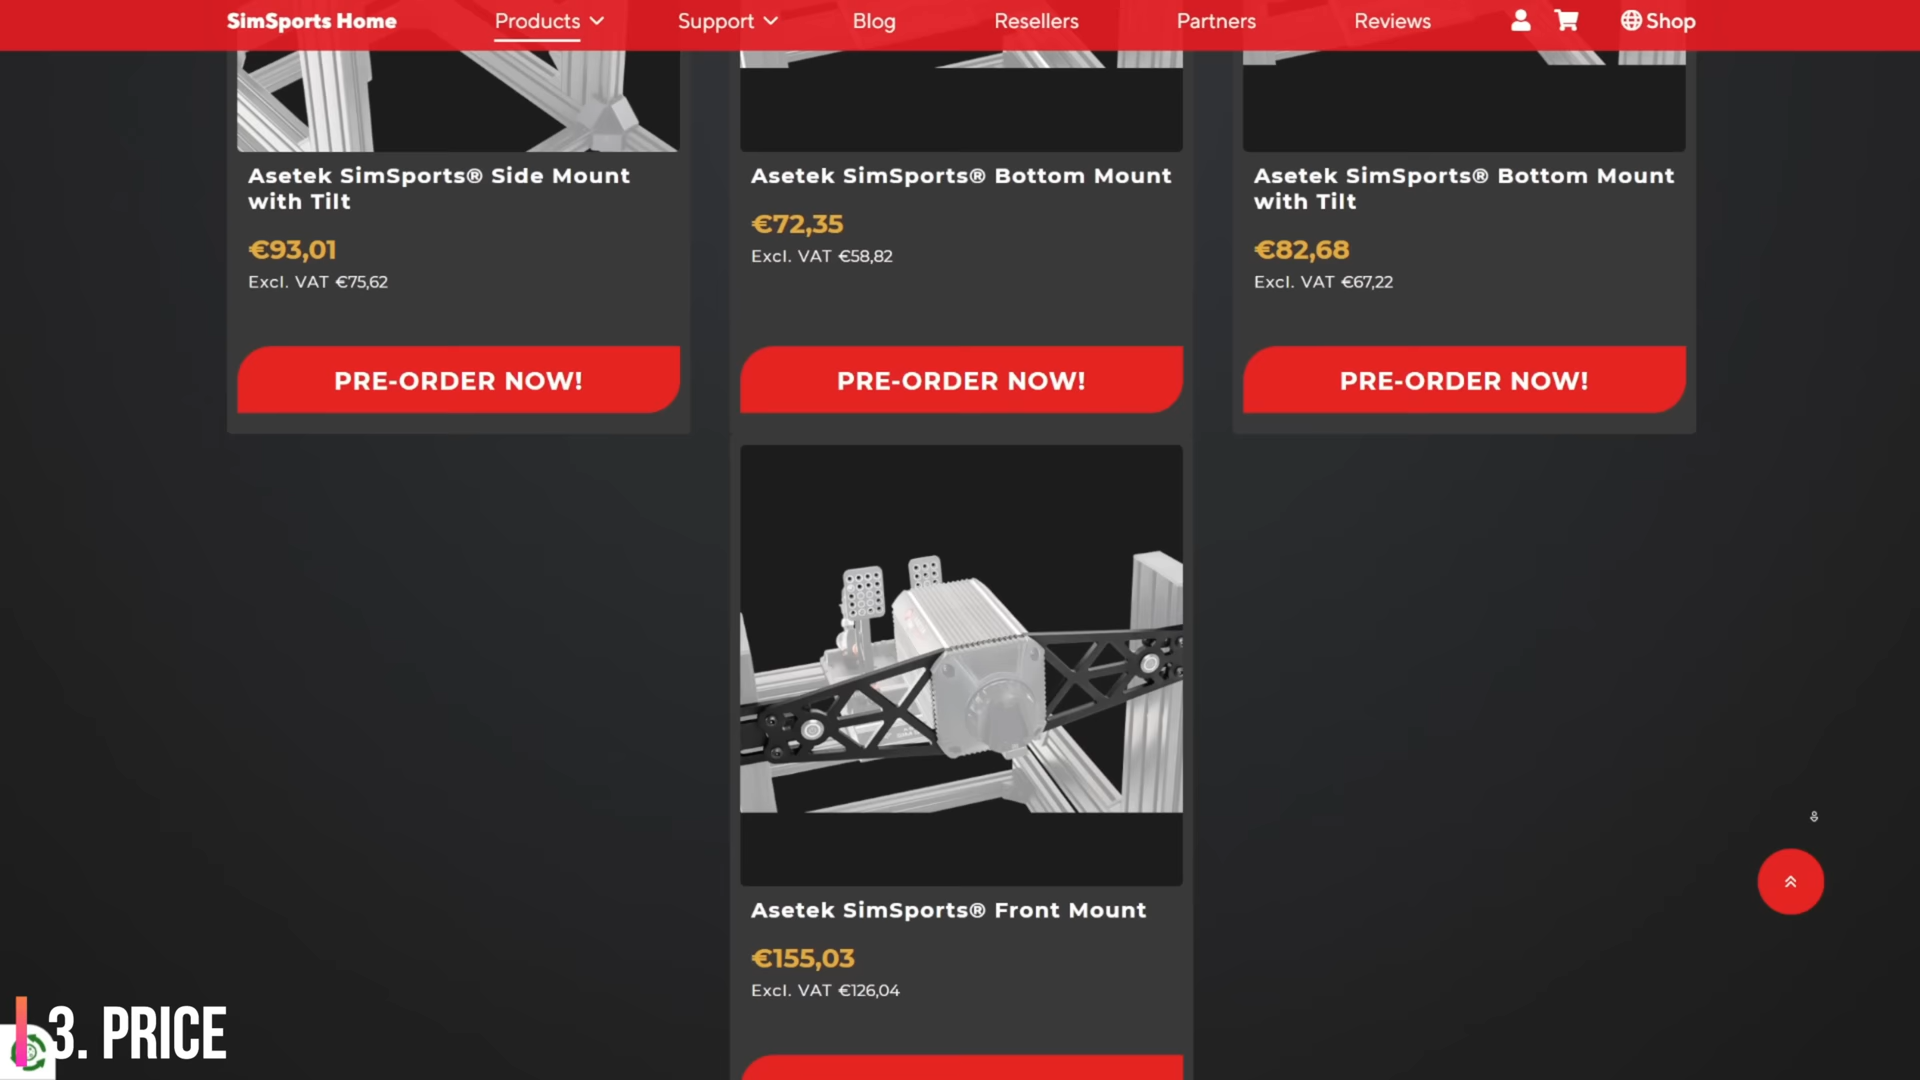 SimSports Home Products Support Blog Resellers Partners Reviews Shop
Asetek SimSports® Side Mount
with Tilt
€93,01
Excl. VAT €75,62
PRE-ORDER NOW!
Asetek SimSports® Bottom Mount
€72,35
Excl. VAT €58,82
PRE-ORDER NOW!
Asetek SimSports® Bottom Mount
with Tilt
€82,68
Excl. VAT €67,22
PRE-ORDER NOW!
Asetek SimSports® Front Mount
€155,03
Excl. VAT €126,04
3. PRICE